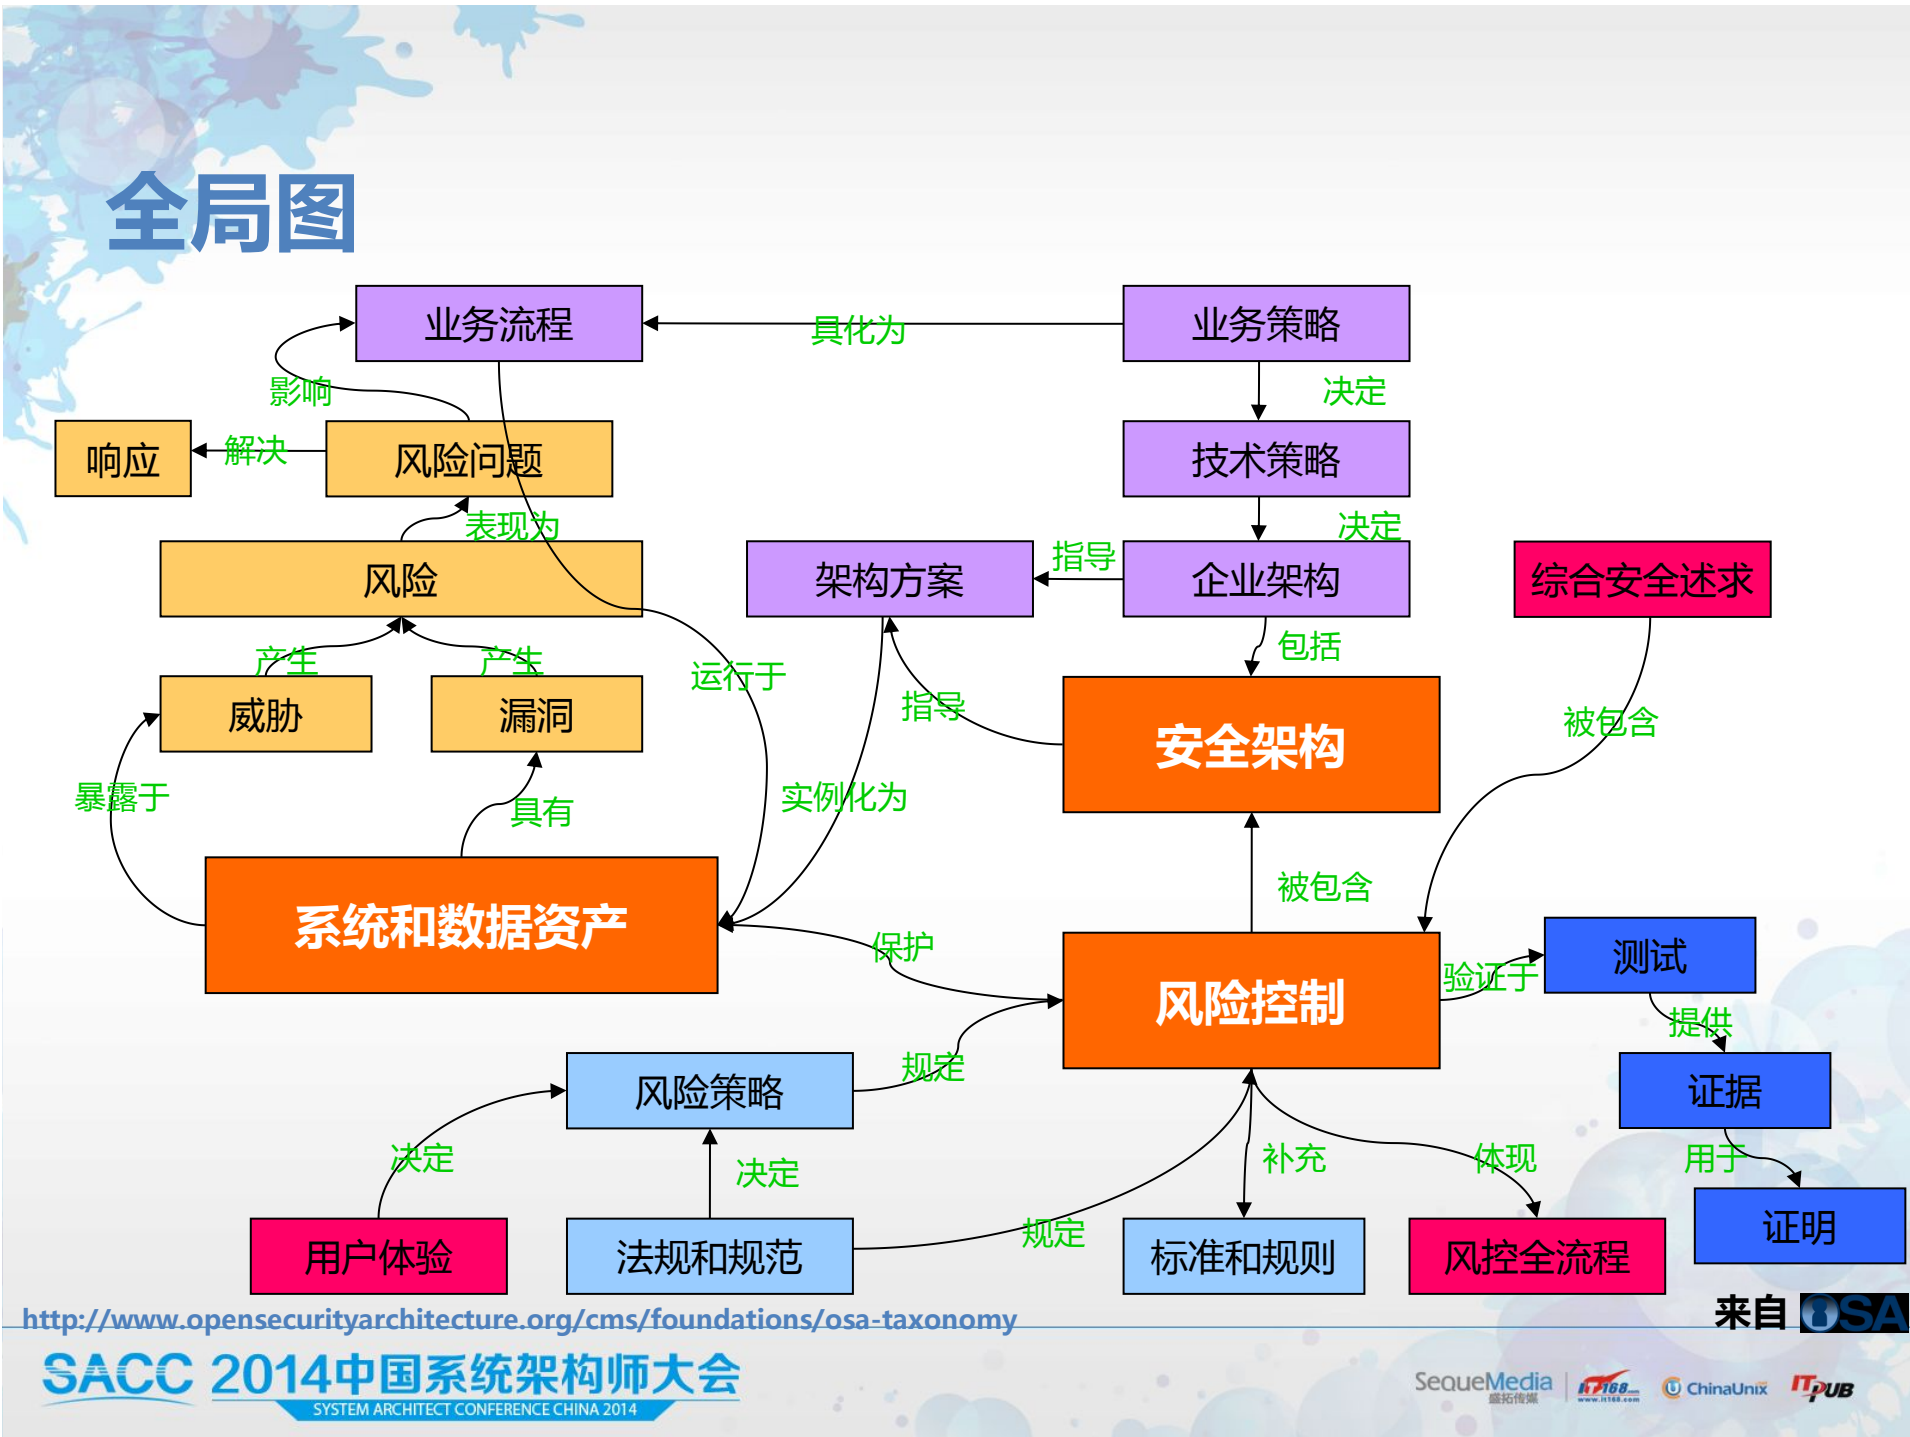 全局图
业务流程
具化为
业务策略
影响
决定
响应
解决
风险问题
技术策略
表现为
决定
风险
架构方案
指导
企业架构
综合安全述求
产生
产生
运行于
包括
威胁
漏洞
指导
安全架构
被包含
暴露于
具有
实例化为
被包含
系统和数据资产
保护
风险控制
验证于
测试
提供
风险策略
规定
证据
决定
决定
补充
体现
用于
用户体验
法规和规范
规定
标准和规则
风控全流程
证明
http://www.opensecurityarchitecture.org/cms/foundations/osa-taxonomy
来自 OSA
SACC 2014中国系统架构师大会
SYSTEM ARCHITECT CONFERENCE CHINA 2014
SequeMedia
盛拓传媒
IT168.com
www.it168.com
ChinaUnix
ITPUB